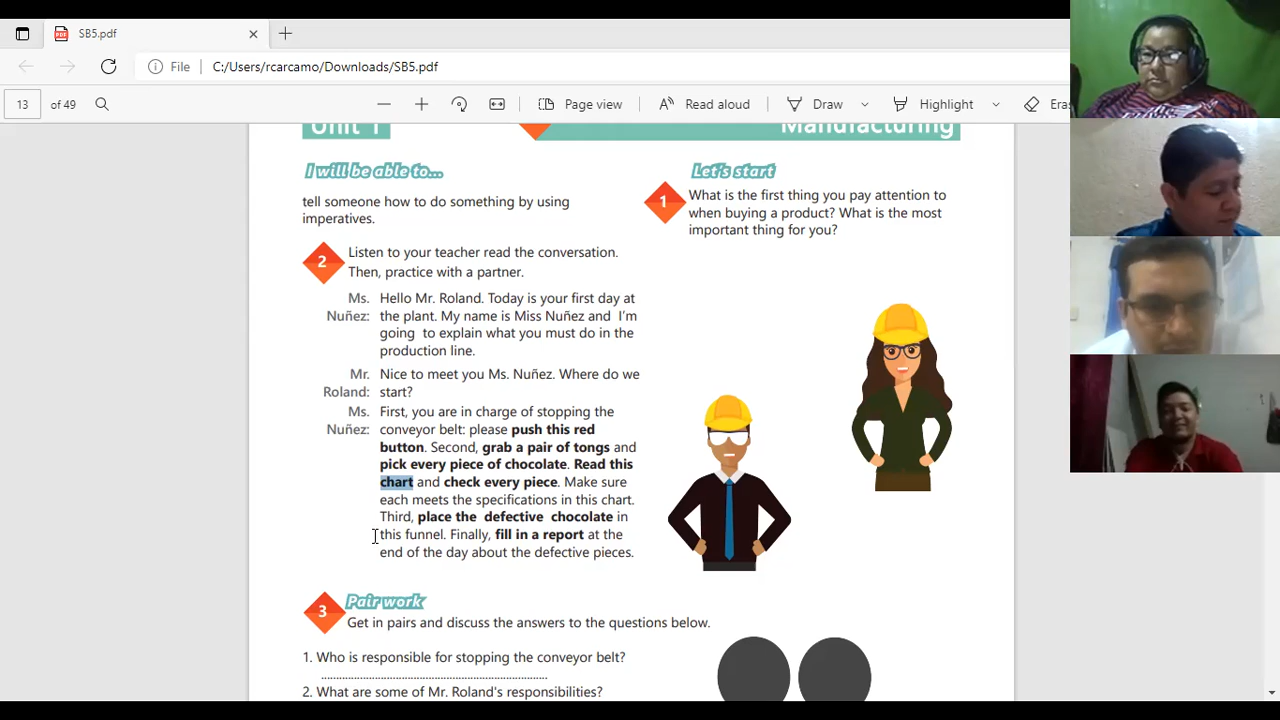 SB5.pdf
File C:/Users/rcarcamo/Downloads/SB5.pdf
13 of 49 Page view Read aloud Draw Highlight Era
Unit 1 Manufacturing
I will be able to...
tell someone how to do something by using
imperatives.
Let's start
1
What is the first thing you pay attention to
when buying a product? What is the most
important thing for you?
2
Listen to your teacher read the conversation.
Then, practice with a partner.
Ms. Hello Mr. Roland. Today is your first day at
Nuñez: the plant. My name is Miss Nuñez and I'm
going to explain what you must do in the
production line.
Mr. Nice to meet you Ms. Nuñez. Where do we
Roland: start?
Ms. First, you are in charge of stopping the
Nuñez: conveyor belt: please push this red
button. Second, grab a pair of tongs and
pick every piece of chocolate. Read this
chart and check every piece. Make sure
each meets the specifications in this chart.
Third, place the defective chocolate in
this funnel. Finally, fill in a report at the
end of the day about the defective pieces.
3
Pair work
Get in pairs and discuss the answers to the questions below.
1. Who is responsible for stopping the conveyor belt?
2. What are some of Mr. Roland's responsibilities?